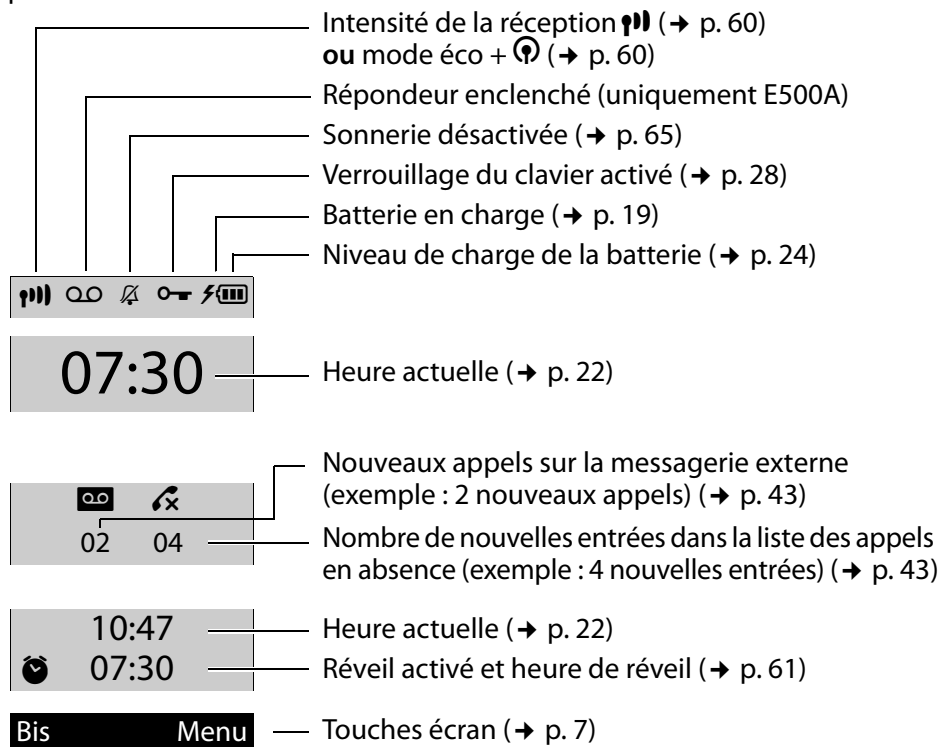 Intensité de la réception (➔ p. 60)
ou mode éco + (➔ p. 60)
Répondeur enclenché (uniquement E500A)
Sonnerie désactivée (➔ p. 65)
Verrouillage du clavier activé (➔ p. 28)
Batterie en charge (➔ p. 19)
Niveau de charge de la batterie (➔ p. 24)
07:30
Heure actuelle (➔ p. 22)
Nouveaux appels sur la messagerie externe
(exemple : 2 nouveaux appels) (➔ p. 43)
02 04
Nombre de nouvelles entrées dans la liste des appels
en absence (exemple : 4 nouvelles entrées) (➔ p. 43)
10:47
Heure actuelle (➔ p. 22)
07:30
Réveil activé et heure de réveil (➔ p. 61)
Bis Menu
Touches écran (➔ p. 7)